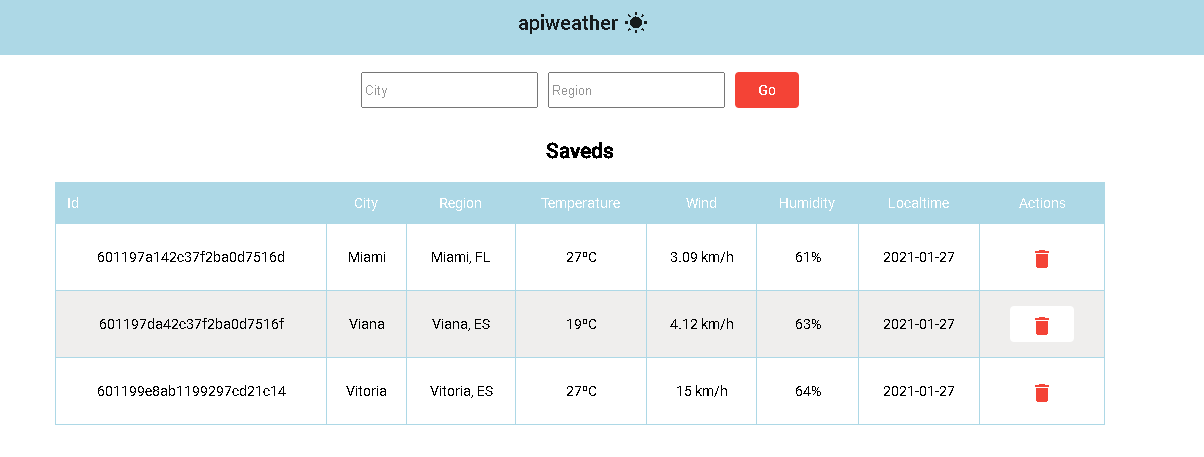 apiweather
City Region Go
Saveds
Id City Region Temperature Wind Humidity Localtime Actions
601197a142c37f2ba0d7516d Miami Miami, FL 27ºC 3.09 km/h 61% 2021-01-27
601197da42c37f2ba0d7516f Viana Viana, ES 19ºC 4.12 km/h 63% 2021-01-27
601199e8ab1199297cd21c14 Vitoria Vitoria, ES 27ºC 15 km/h 64% 2021-01-27